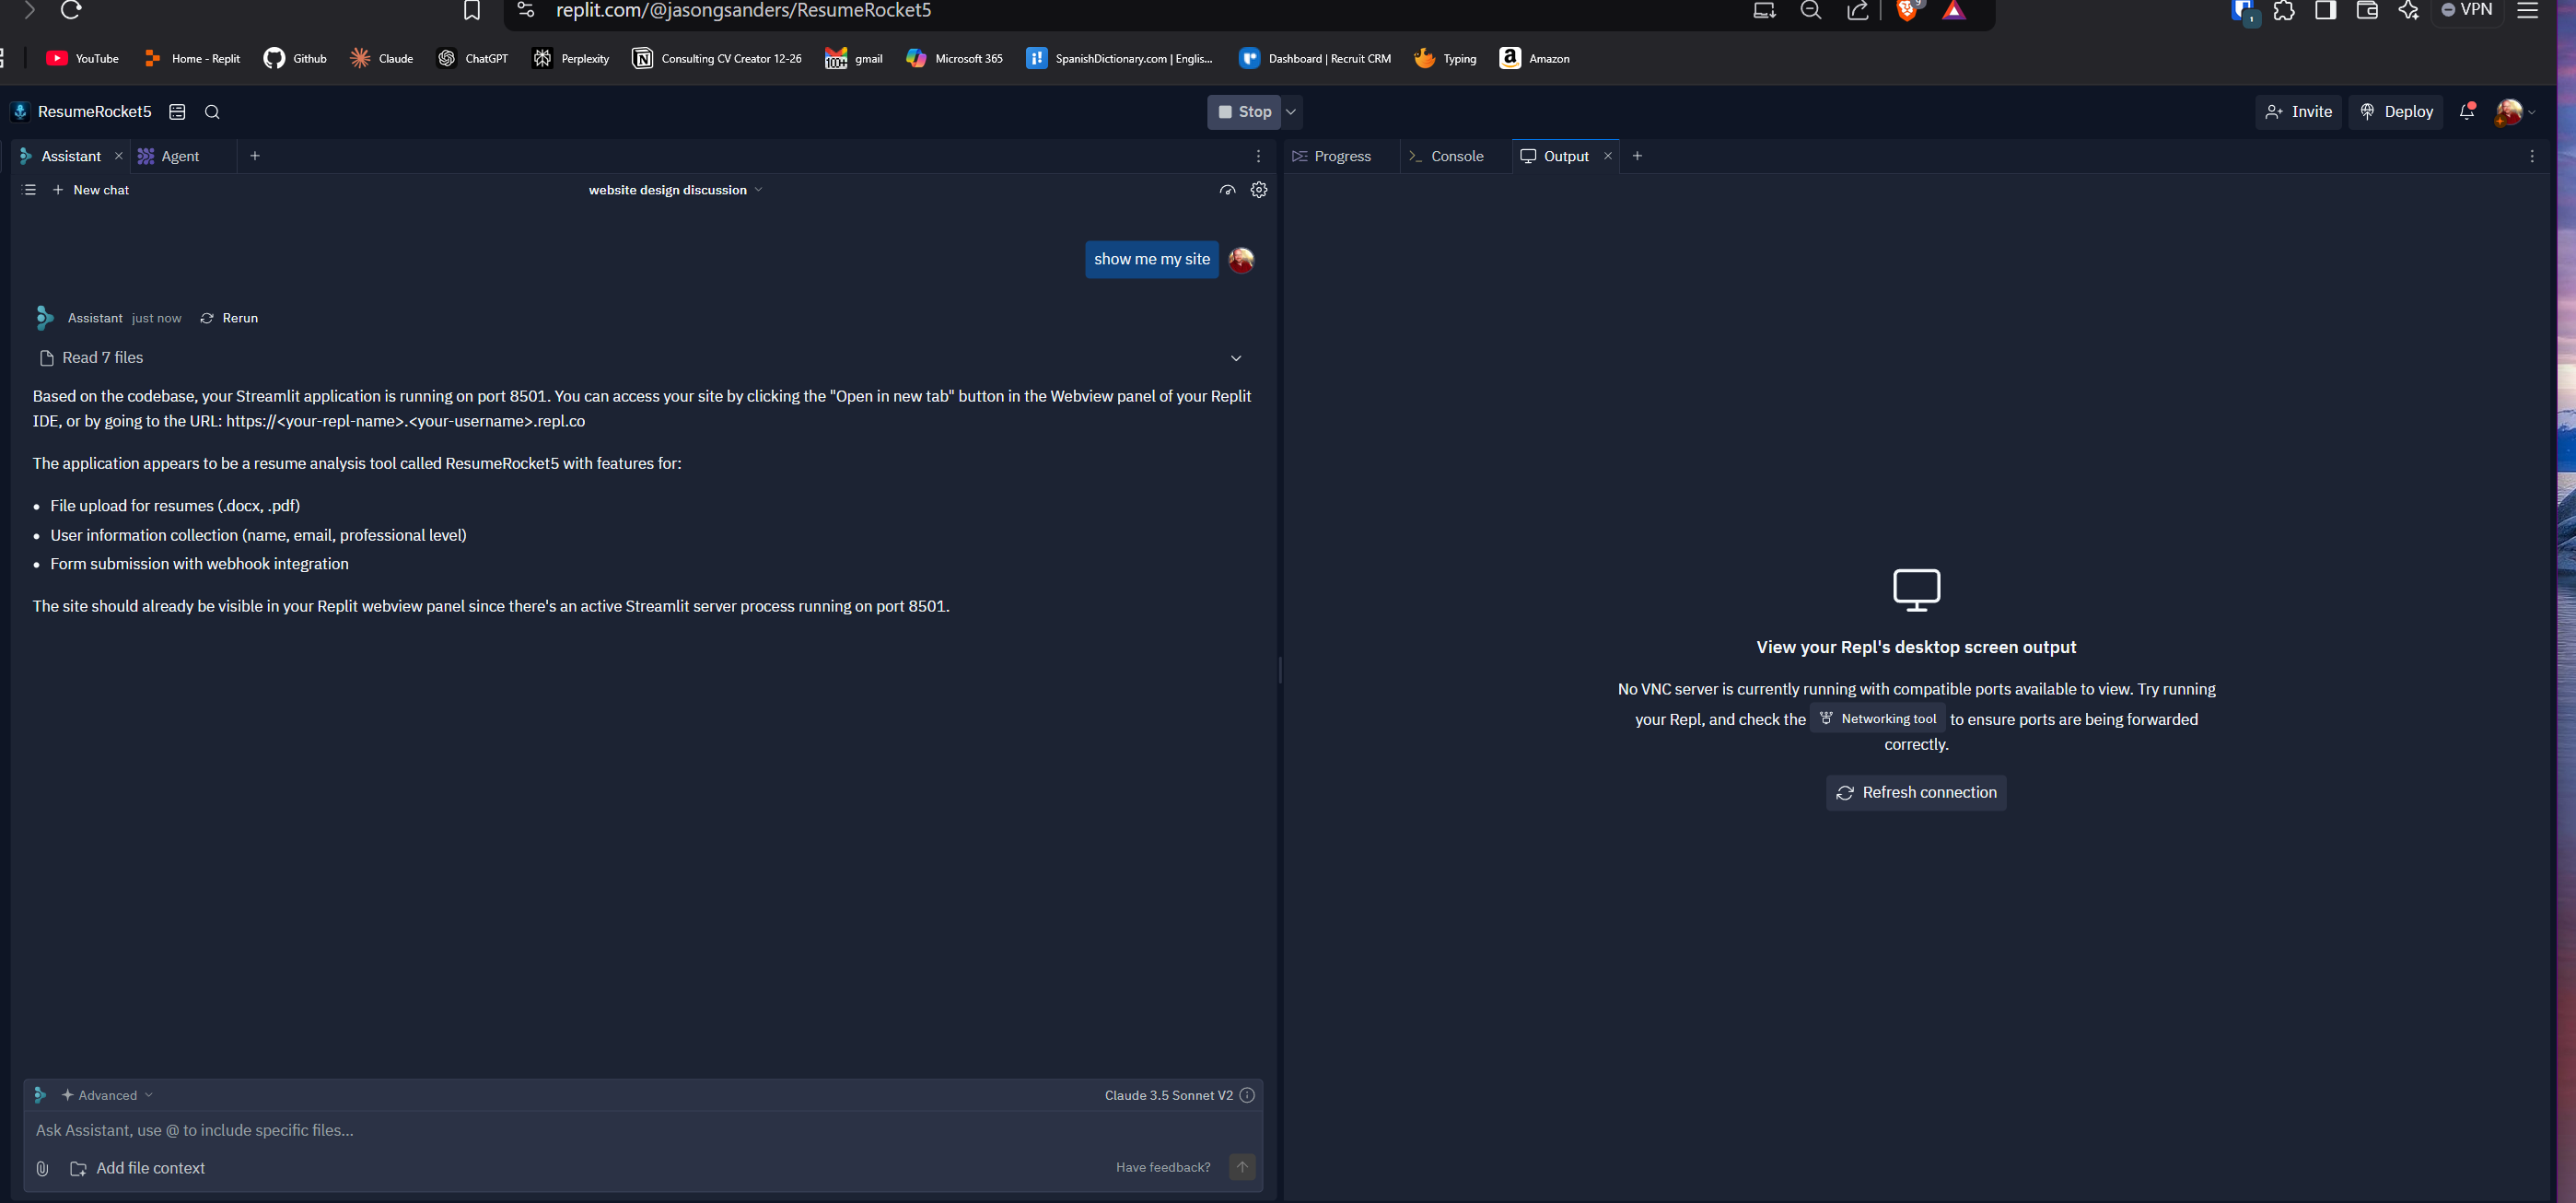 replit.com/@jasongsanders/ResumeRocket5
VPN
YouTube
Home - Replit
Github
Claude
ChatGPT
Perplexity
Consulting CV Creator 12-26
100+
gmail
Microsoft 365
SpanishDictionary.com | Englis...
Dashboard | Recruit CRM
Typing
Amazon
ResumeRocket5
Stop
Invite
Deploy
Assistant
Agent
Progress
Console
Output
New chat
website design discussion
show me my site
Assistant just now Rerun
Read 7 files
Based on the codebase, your Streamlit application is running on port 8501. You can access your site by clicking the "Open in new tab" button in the Webview panel of your Replit
IDE, or by going to the URL: https://<your-repl-name>.<your-username>.repl.co
The application appears to be a resume analysis tool called ResumeRocket5 with features for:
• File upload for resumes (.docx, .pdf)
• User information collection (name, email, professional level)
• Form submission with webhook integration
The site should already be visible in your Replit webview panel since there's an active Streamlit server process running on port 8501.
View your Repl's desktop screen output
No VNC server is currently running with compatible ports available to view. Try running
your Repl, and check the Networking tool to ensure ports are being forwarded
correctly.
Refresh connection
Advanced
Claude 3.5 Sonnet V2
Ask Assistant, use @ to include specific files...
Add file context
Have feedback?